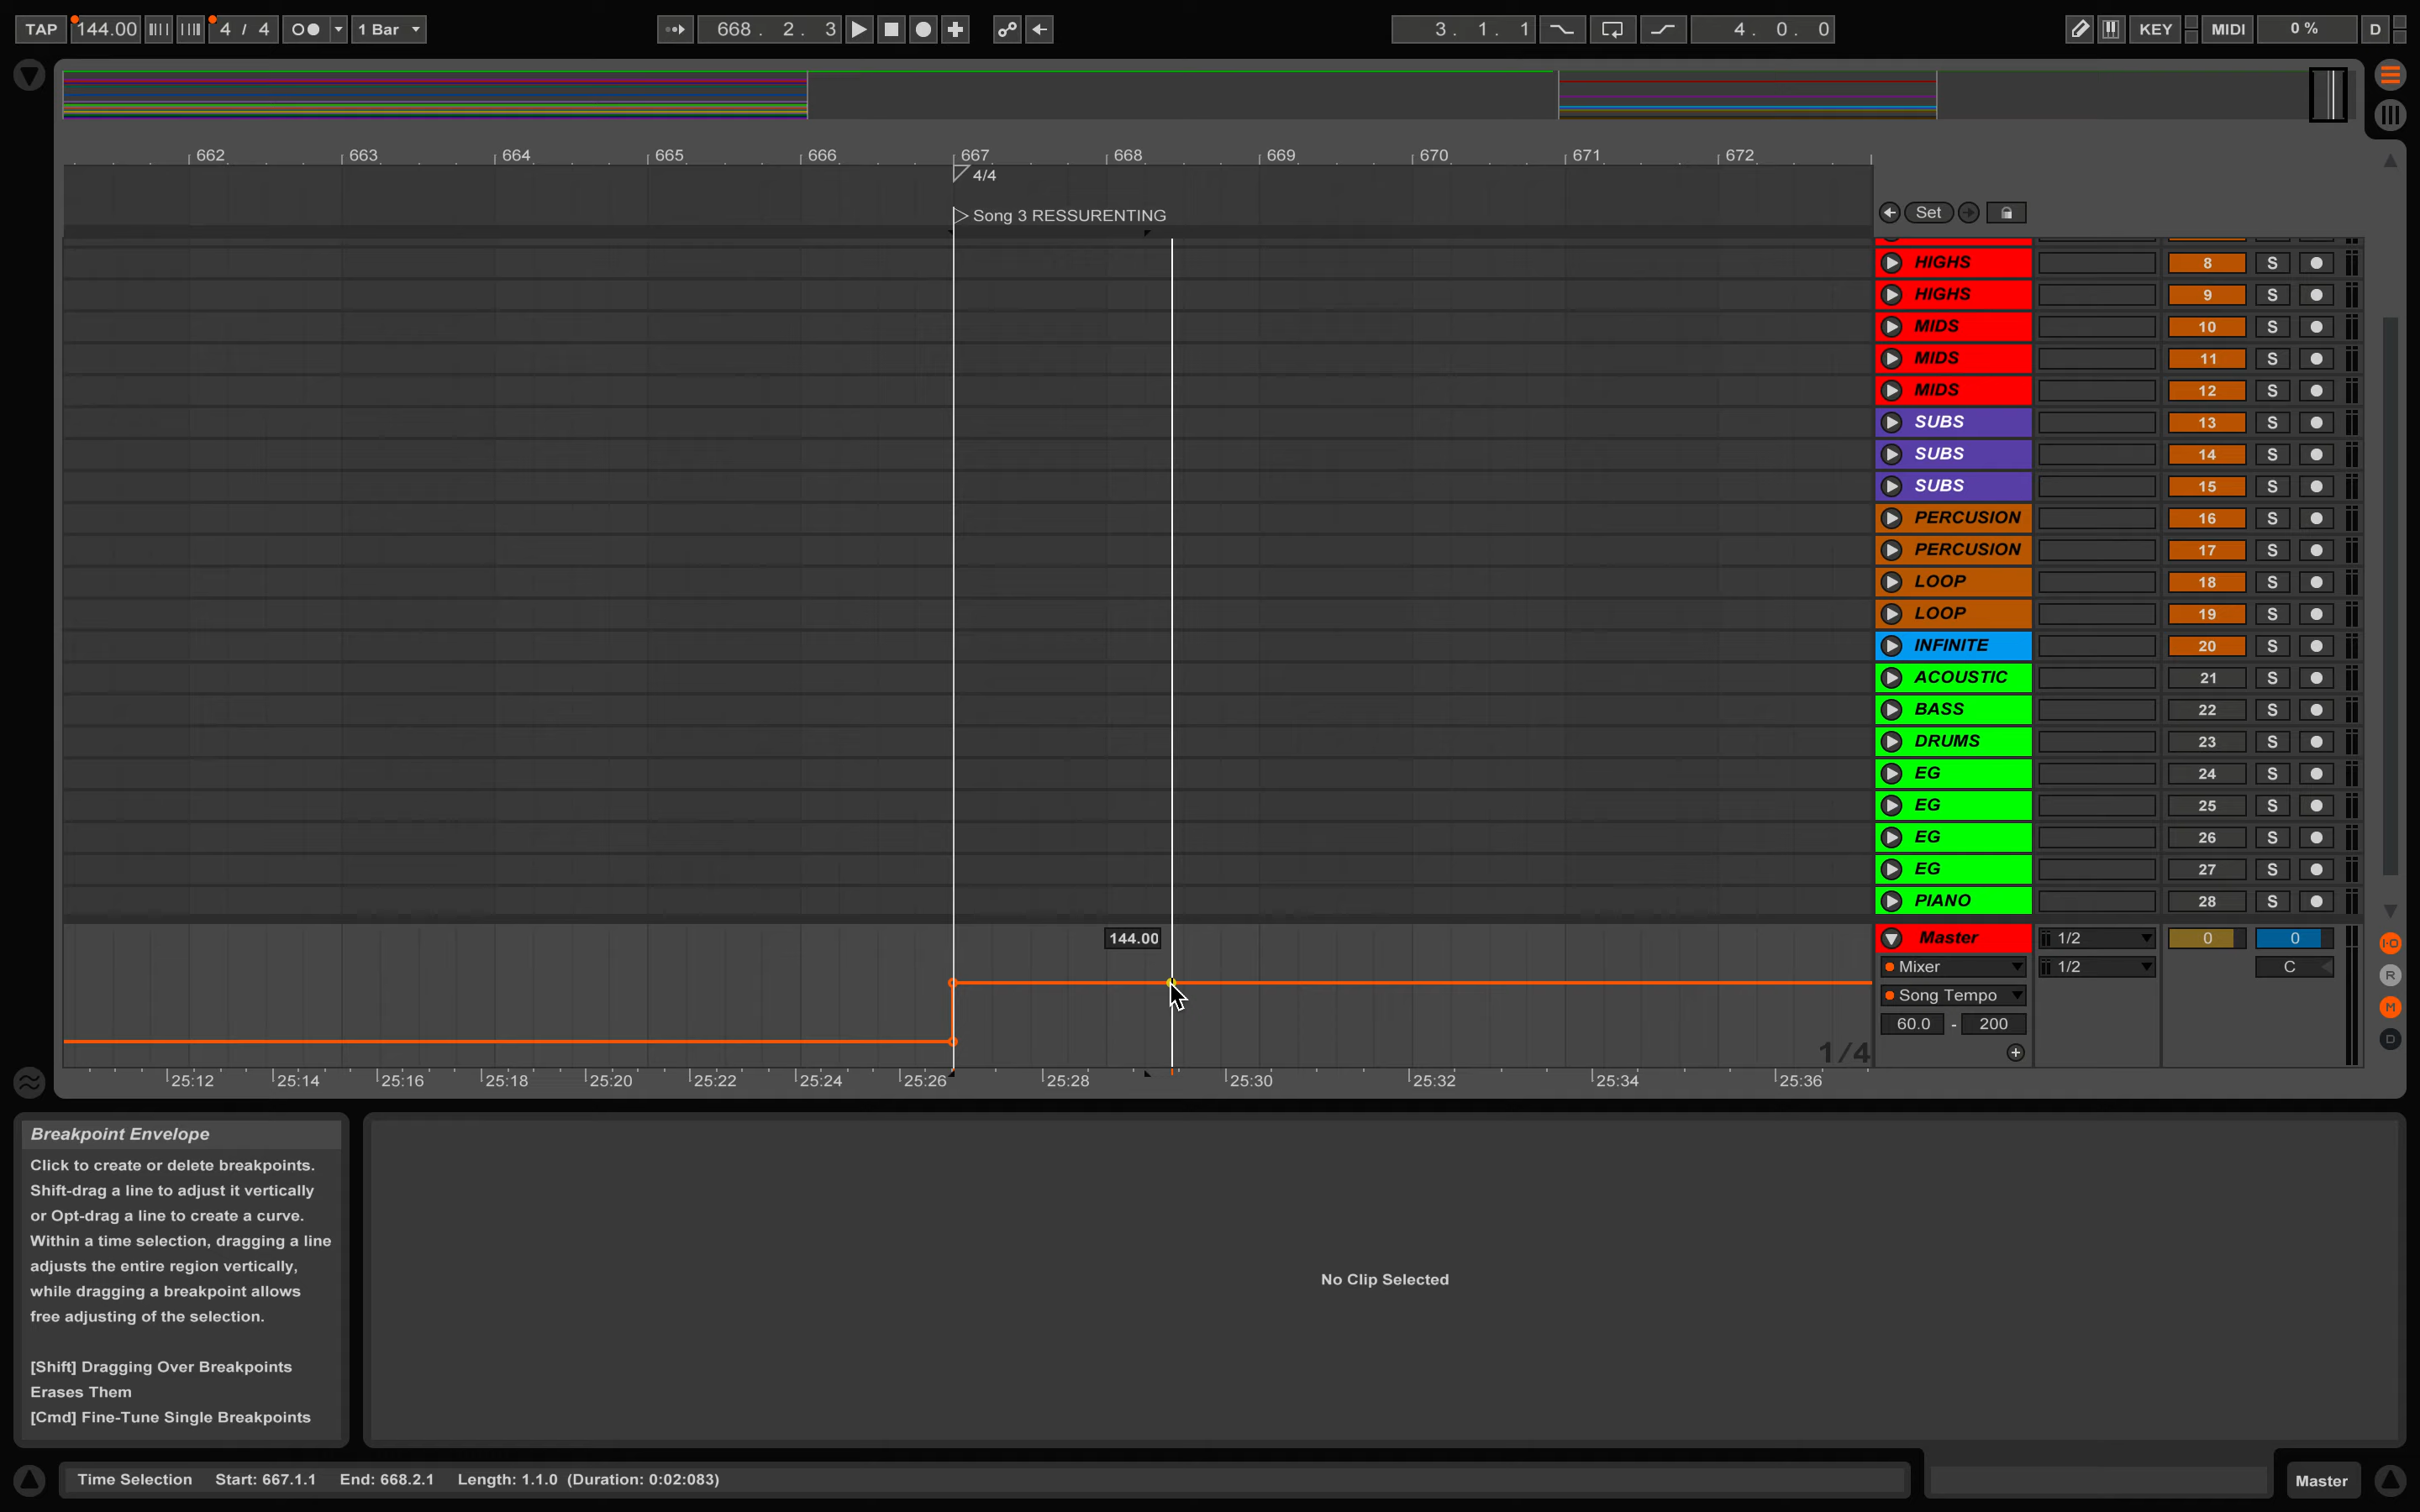 TAP 144.00 4 / 4 1 Bar 668. 2. 3 3. 1. 1 4. 0. 0 KEY MIDI 0 % D
662 663 664 665 666 667 668 669 670 671 672
4/4
Song 3 RESSURENTING
Set
HIGHS 8 S
HIGHS 9 S
MIDS 10 S
MIDS 11 S
MIDS 12 S
SUBS 13 S
SUBS 14 S
SUBS 15 S
PERCUSION 16 S
PERCUSION 17 S
LOOP 18 S
LOOP 19 S
INFINITE 20 S
ACOUSTIC 21 S
BASS 22 S
DRUMS 23 S
EG 24 S
EG 25 S
EG 26 S
EG 27 S
PIANO 28 S
144.00 Master 1/2 0 0 I·O
Mixer 1/2 C R
Song Tempo M
60.0 - 200 D
1/4
25:12 25:14 25:16 25:18 25:20 25:22 25:24 25:26 25:28 25:30 25:32 25:34 25:36
Breakpoint Envelope
Click to create or delete breakpoints.
Shift-drag a line to adjust it vertically
or Opt-drag a line to create a curve.
Within a time selection, dragging a line
adjusts the entire region vertically,
while dragging a breakpoint allows
free adjusting of the selection.
[Shift] Dragging Over Breakpoints
Erases Them
[Cmd] Fine-Tune Single Breakpoints
No Clip Selected
Time Selection Start: 667.1.1 End: 668.2.1 Length: 1.1.0 (Duration: 0:02:083)
Master